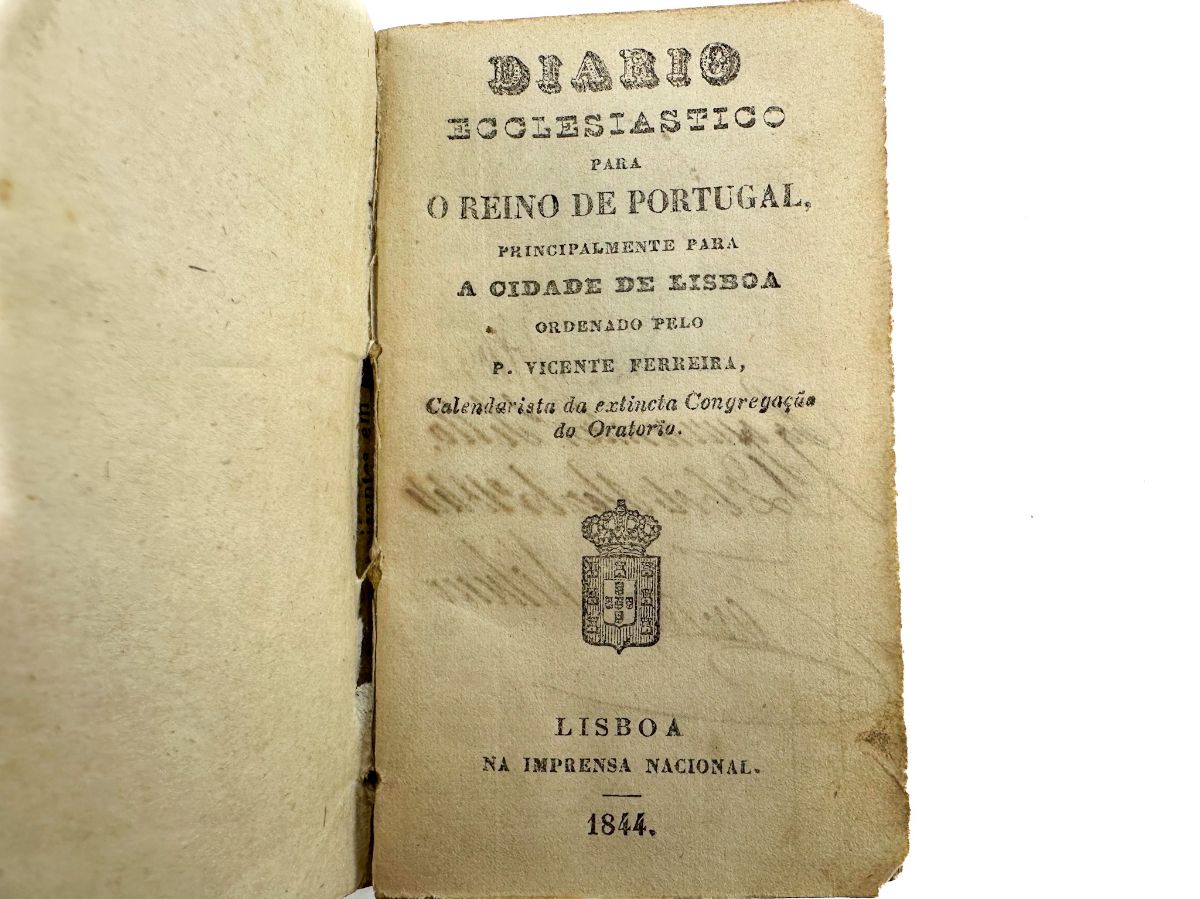 DIARIO
ECCLESIASTICO
PARA
O REINO DE PORTUGAL,
PRINCIPALMENTE PARA
A CIDADE DE LISBOA
ORDENADO PELO
P. VICENTE FERREIRA,
Calendarista da extincta Congregação
do Oratorio.
LISBOA
NA IMPRENSA NACIONAL.
1844.